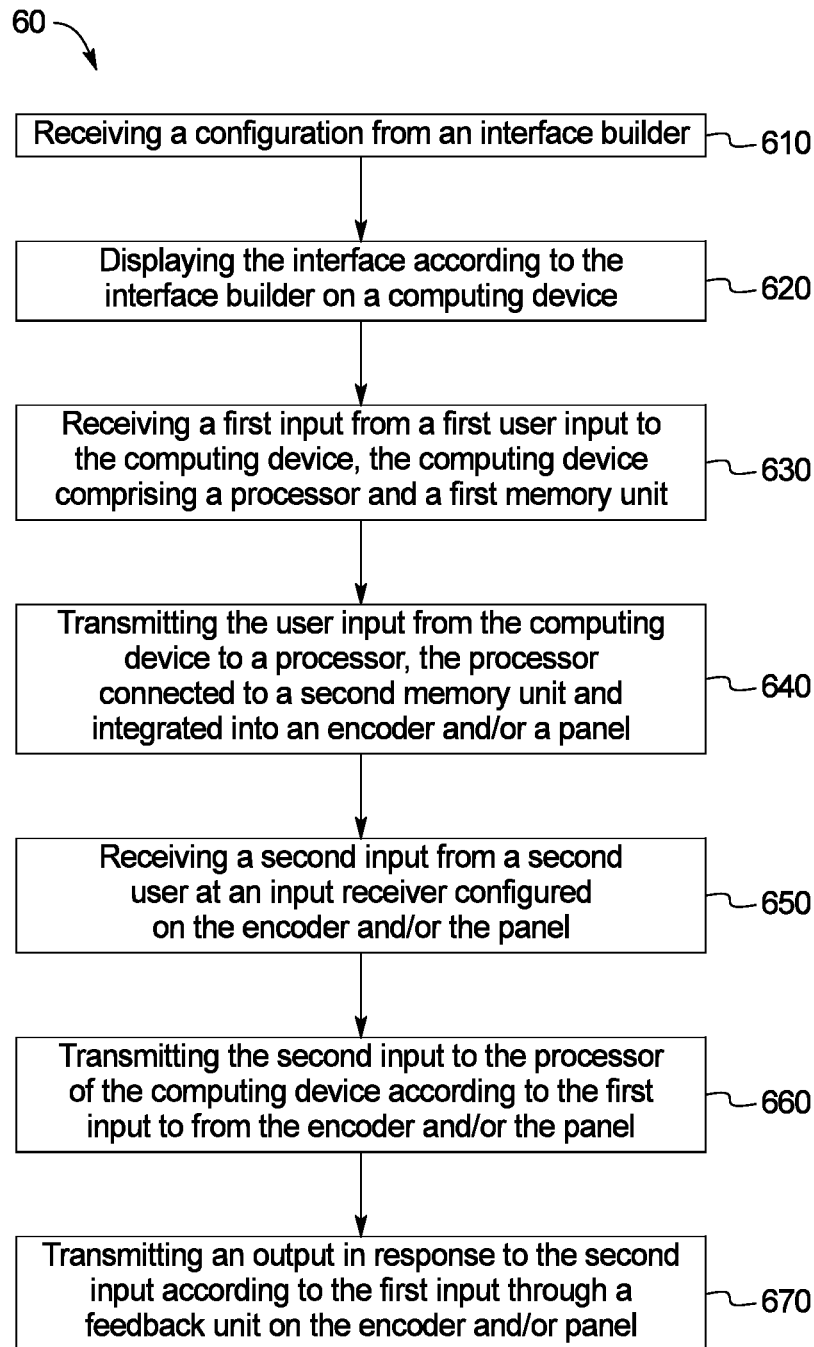 60
Receiving a configuration from an interface builder
610
Displaying the interface according to the
interface builder on a computing device
620
Receiving a first input from a first user input to
the computing device, the computing device
comprising a processor and a first memory unit
630
Transmitting the user input from the computing
device to a processor, the processor
connected to a second memory unit and
integrated into an encoder and/or a panel
640
Receiving a second input from a second
user at an input receiver configured
on the encoder and/or the panel
650
Transmitting the second input to the processor
of the computing device according to the first
input to from the encoder and/or the panel
660
Transmitting an output in response to the second
input according to the first input through a
feedback unit on the encoder and/or panel
670